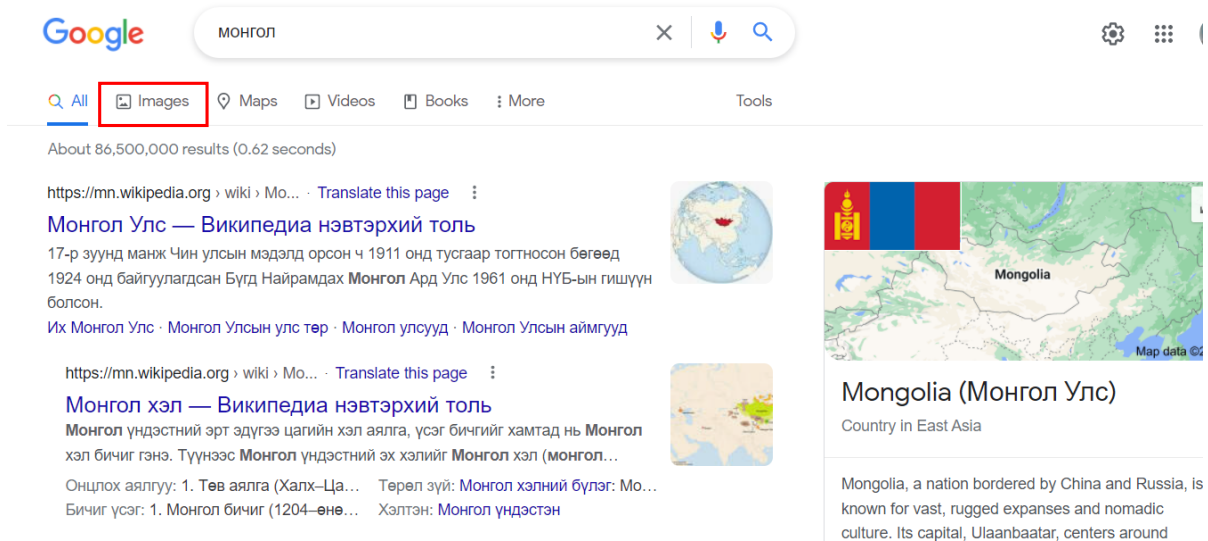 Google
монгол
All
Images
Maps
Videos
Books
More
Tools
About 86,500,000 results (0.62 seconds)
https://mn.wikipedia.org › wiki › Мо... · Translate this page
Монгол Улс — Википедиа нэвтэрхий толь
17-р зуунд манж Чин улсын мэдэлд орсон ч 1911 онд тусгаар тогтносон бөгөөд
1924 онд байгуулагдсан Бүгд Найрамдах Монгол Ард Улс 1961 онд НҮБ-ын гишүүн
болсон.
Их Монгол Улс · Монгол Улсын улс төр · Монгол улсууд · Монгол Улсын аймгууд
https://mn.wikipedia.org › wiki › Мо... · Translate this page
Монгол хэл — Википедиа нэвтэрхий толь
Монгол үндэстний эрт эдүгээ цагийн хэл аялга, үсэг бичгийг хамтад нь Монгол
хэл бичиг гэнэ. Түүнээс Монгол үндэстний эх хэлийг Монгол хэл (монгол...
Онцлох аялгуу: 1. Төв аялга (Халх–Ца... Төрөл зүй: Монгол хэлний бүлэг: Мо...
Бичиг үсэг: 1. Монгол бичиг (1204–өнө... Хэлтэн: Монгол үндэстэн
Mongolia
Map data ©2
Mongolia (Монгол Улс)
Country in East Asia
Mongolia, a nation bordered by China and Russia, is
known for vast, rugged expanses and nomadic
culture. Its capital, Ulaanbaatar, centers around